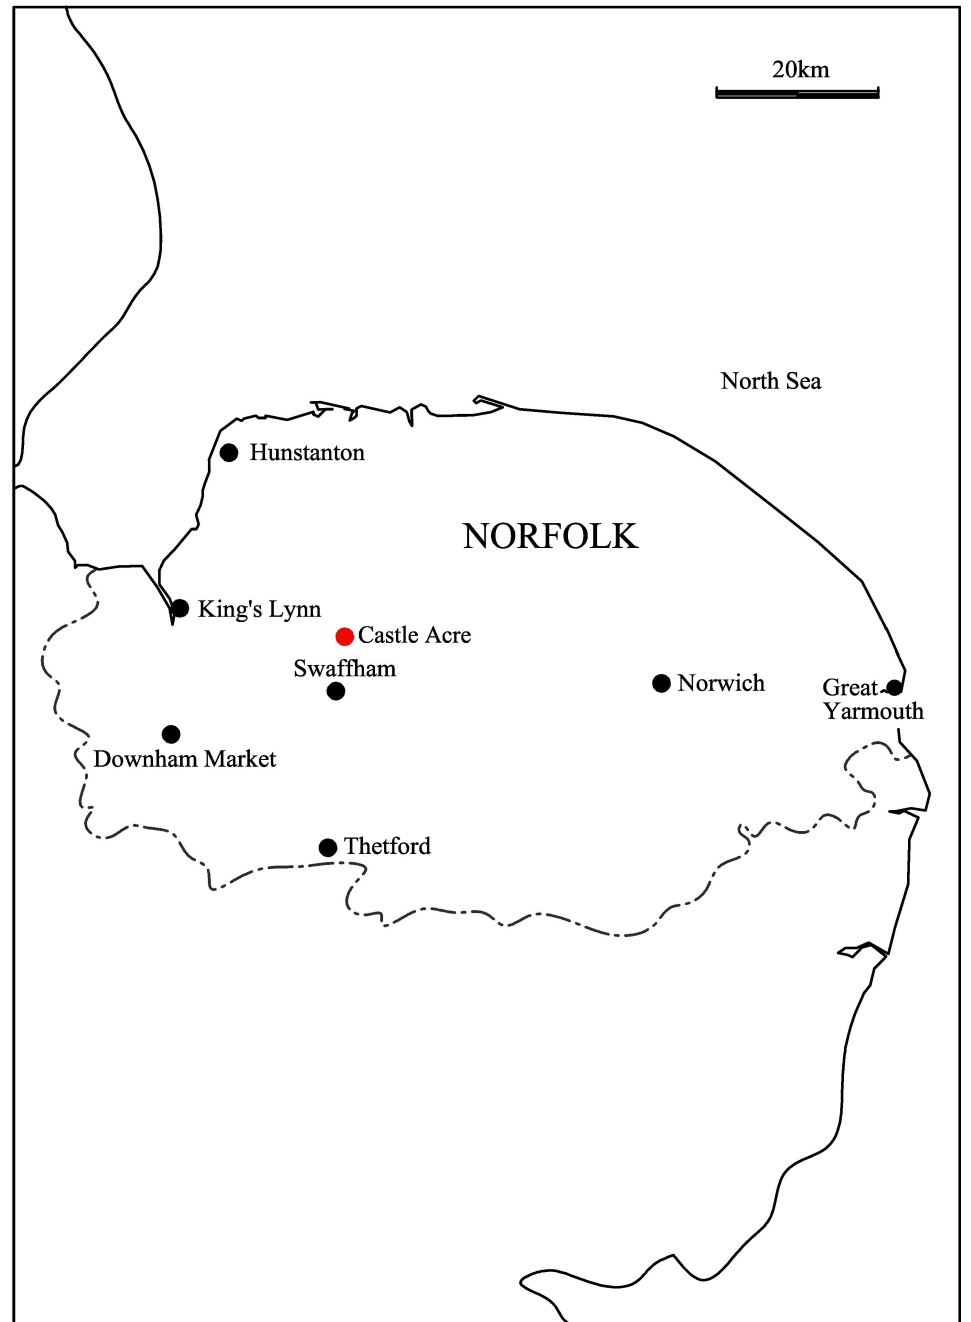 20km
North Sea
Hunstanton
NORFOLK
King's Lynn
Castle Acre
Swaffham
Norwich
Great
Yarmouth
Downham Market
Thetford